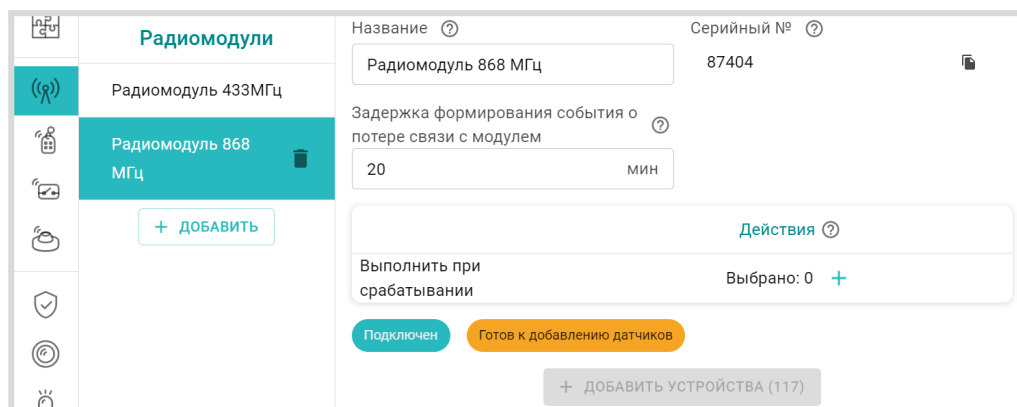 Радиомодули
Радиомодуль 433МГц
Радиомодуль 868
МГц
+ ДОБАВИТЬ
Название ?
Серийный № ?
Радиомодуль 868 МГц
87404
Задержка формирования события о
потере связи с модулем ?
20 мин
Действия ?
Выполнить при
срабатывании
Выбрано: 0 +
Подключен
Готов к добавлению датчиков
+ ДОБАВИТЬ УСТРОЙСТВА (117)